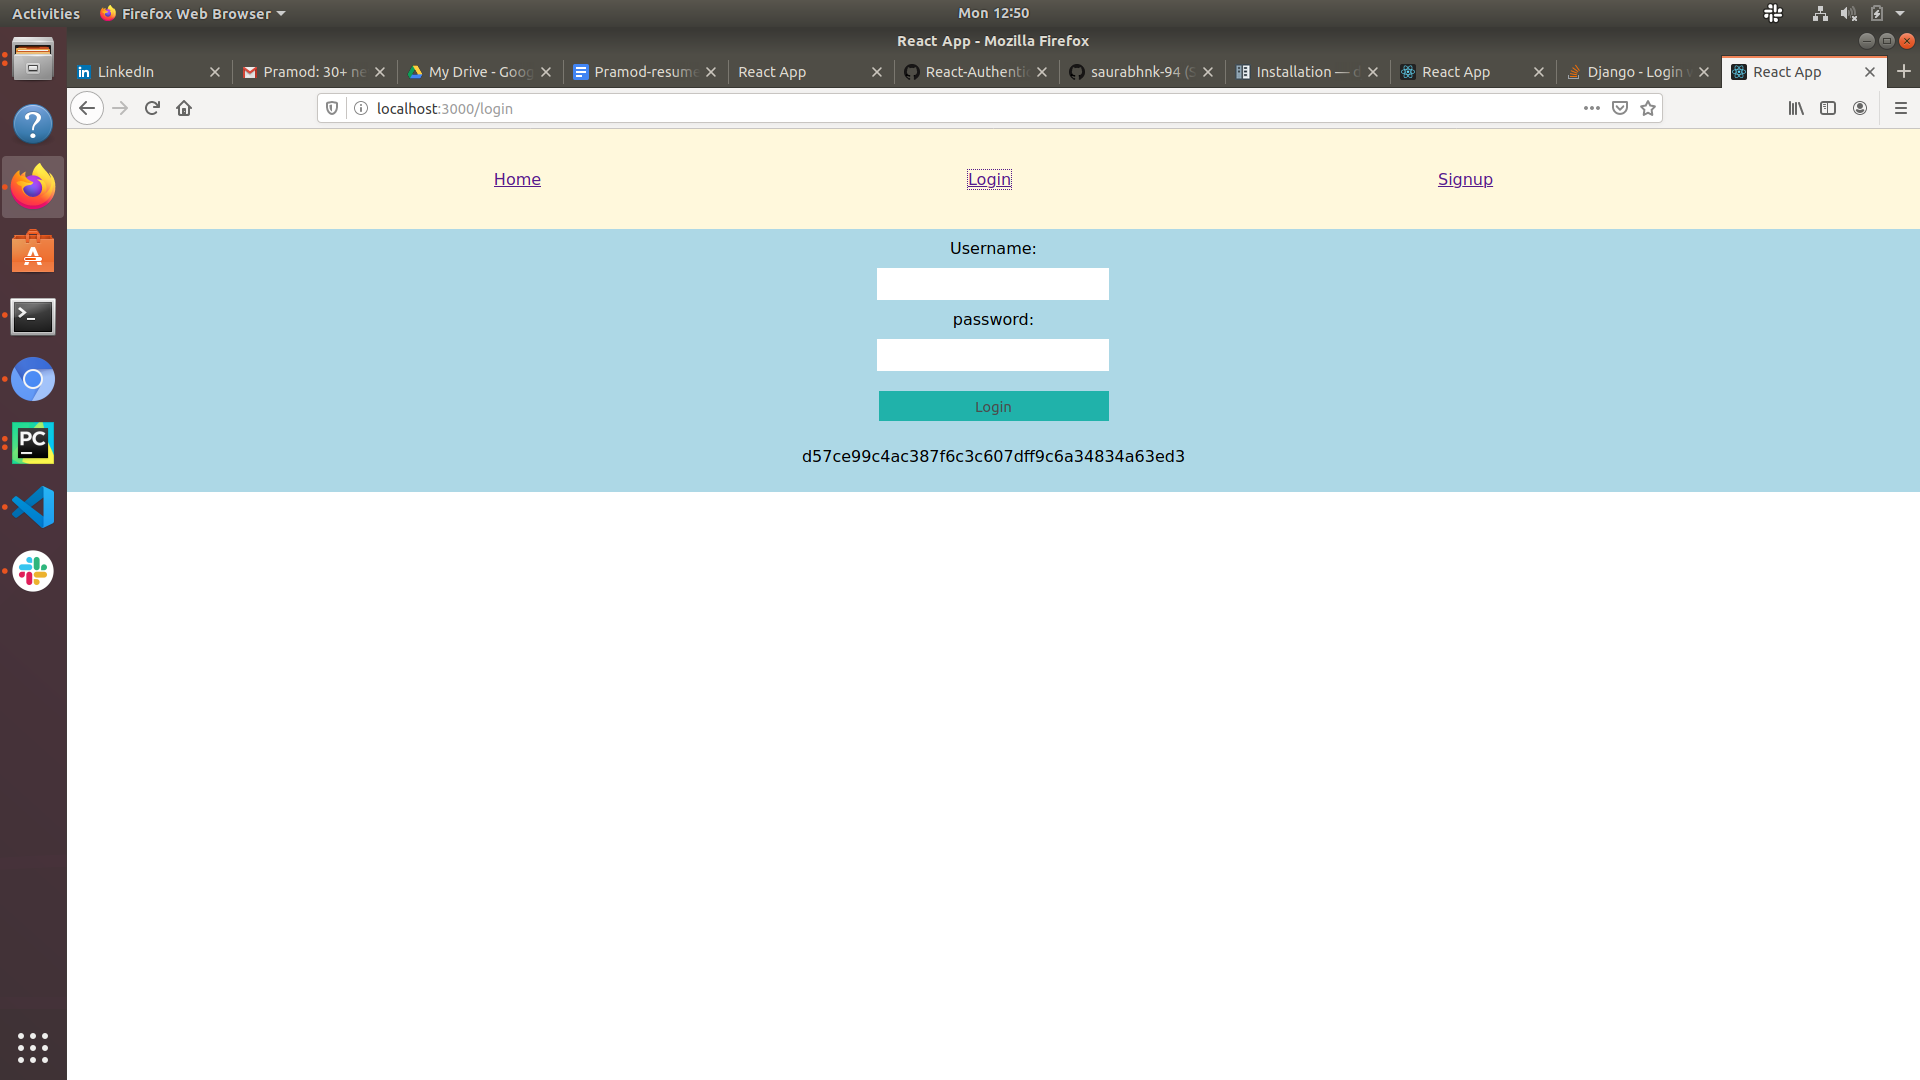 Activities Firefox Web Browser Mon 12:50
React App - Mozilla Firefox
LinkedIn Pramod: 30+ ne My Drive - Goog Pramod-resume React App React-Authentic saurabhnk-94 (S Installation — d React App Django - Login w React App
localhost:3000/login
Home Login Signup
Username:
password:
Login
d57ce99c4ac387f6c3c607dff9c6a34834a63ed3